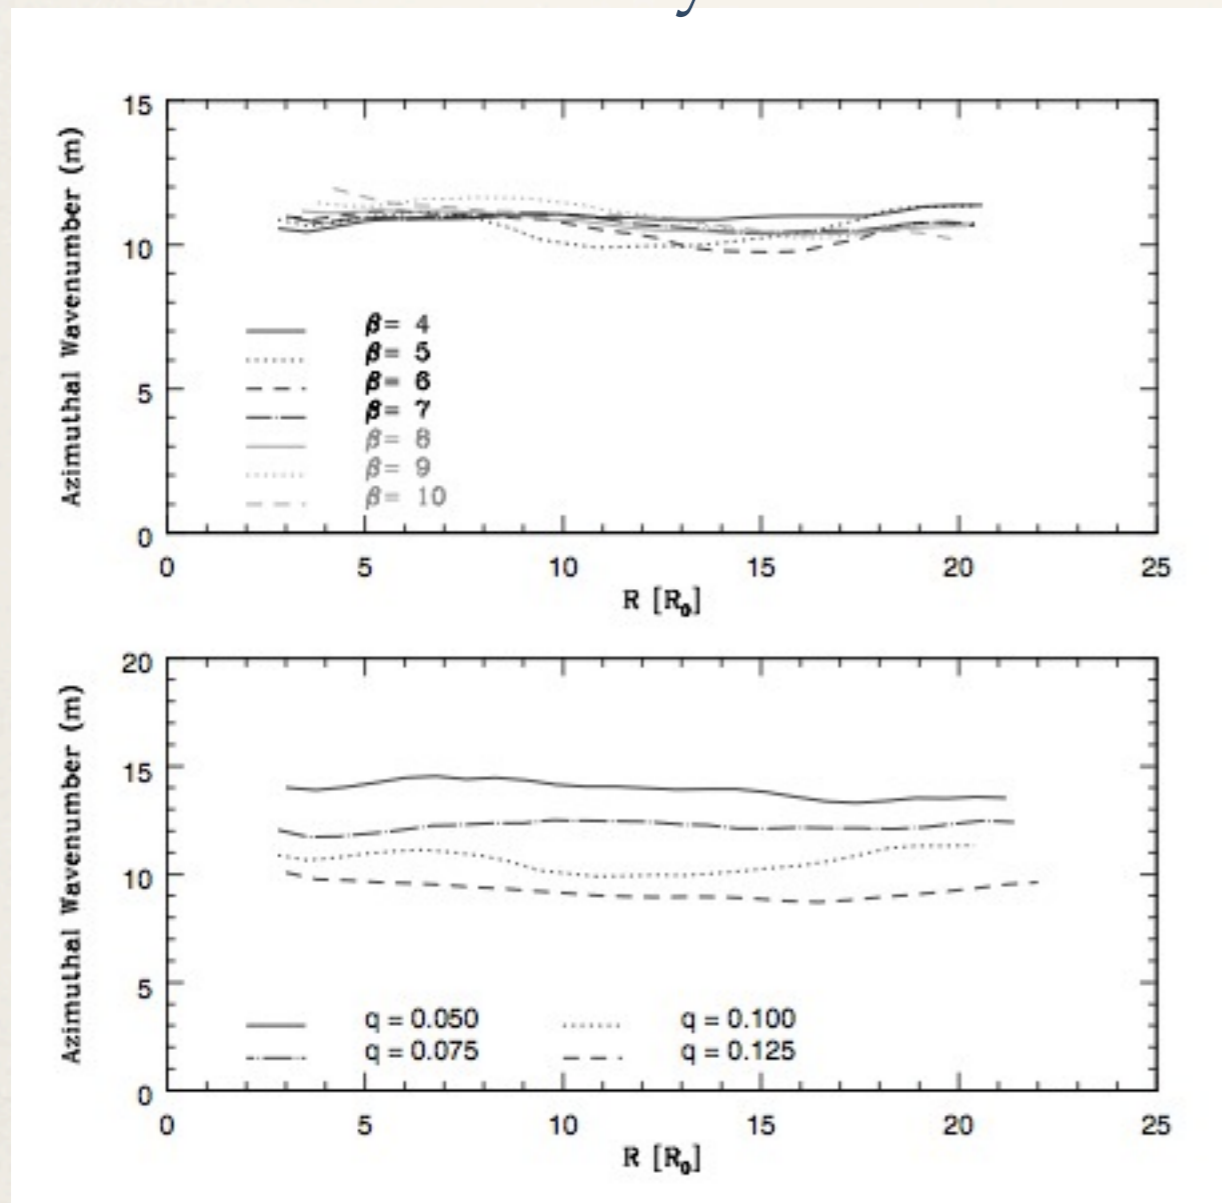 15
10
5
0
Azimuthal Wavenumber (m)
β= 4
β= 5
β= 6
β= 7
β= 8
β= 9
β= 10
0 5 10 15 20 25
R [R₀]
20
15
10
5
0
Azimuthal Wavenumber (m)
q = 0.050 q = 0.100
q = 0.075 q = 0.125
0 5 10 15 20 25
R [R₀]